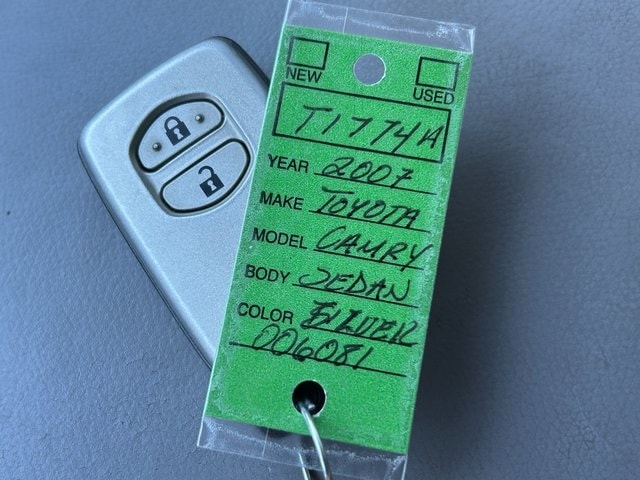 NEW USED
T1774A
YEAR 2007
MAKE TOYOTA
MODEL CAMRY
BODY SEDAN
COLOR SILVER
006081